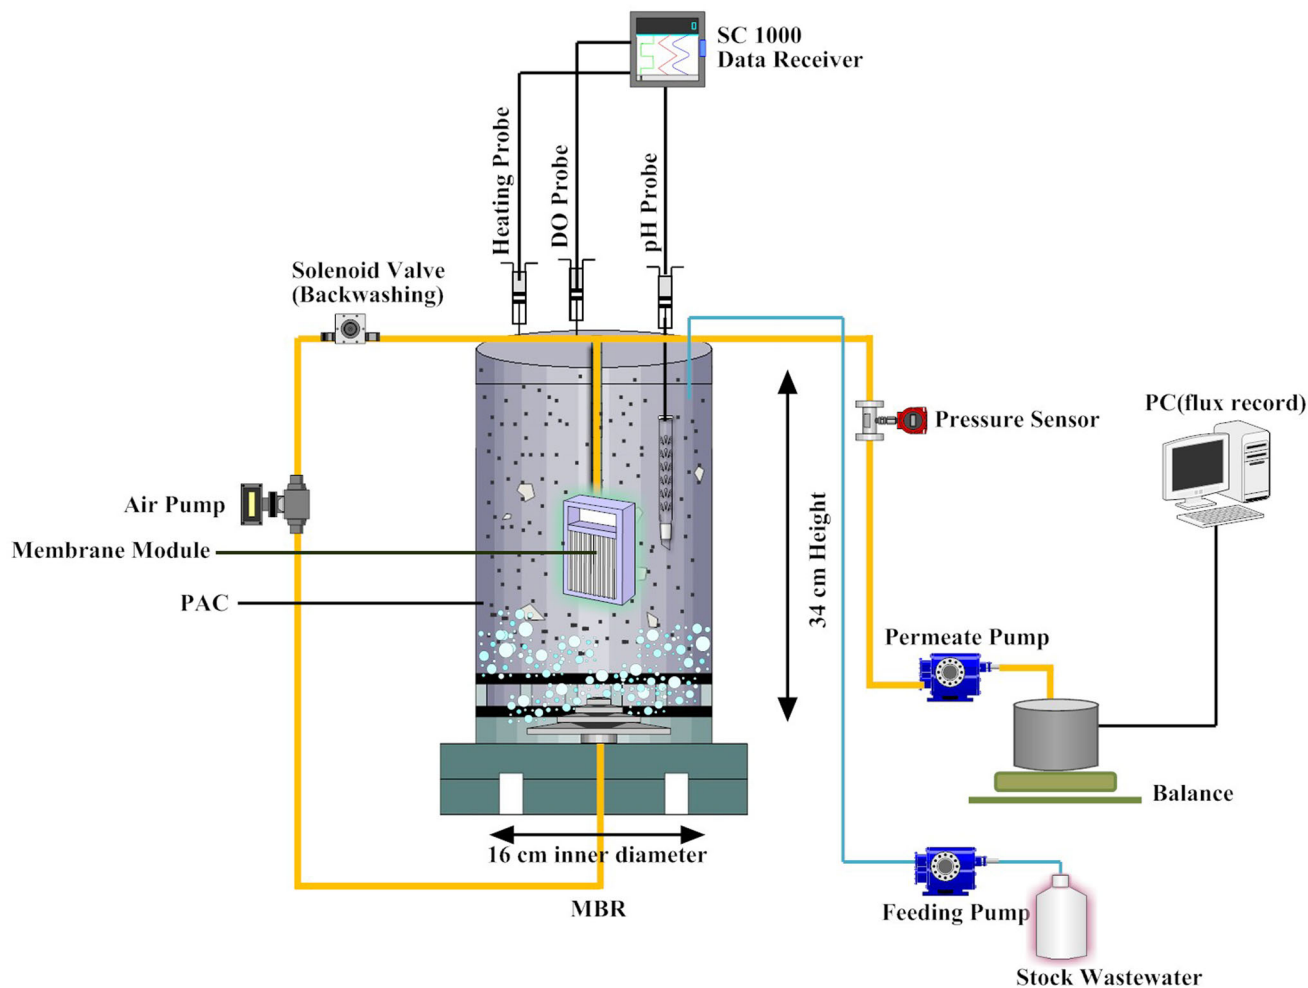 SC 1000
Data Receiver
Heating Probe
DO Probe
pH Probe
Solenoid Valve
(Backwashing)
PC(flux record)
Pressure Sensor
Air Pump
Membrane Module
PAC
34 cm Height
Permeate Pump
Balance
16 cm inner diameter
MBR
Feeding Pump
Stock Wastewater